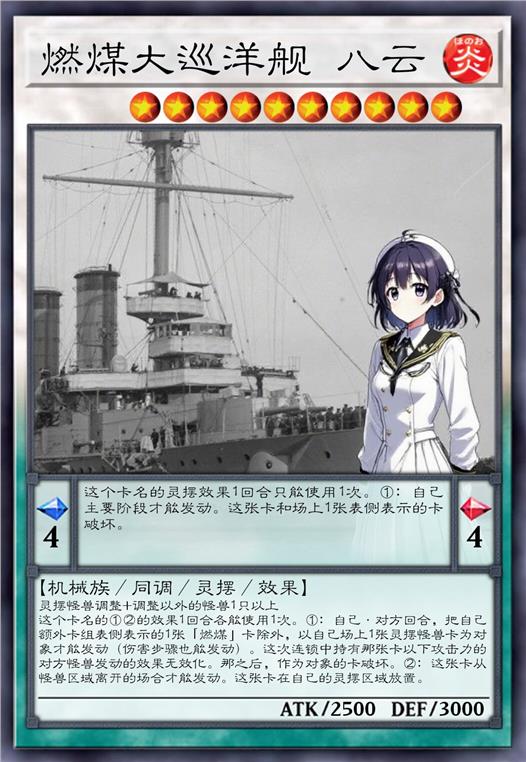 燃煤大巡洋舰 八云
ほのお
炎
这个卡名的灵摆效果1回合只能使用1次。①：自己
主要阶段才能发动。这张卡和场上1张表侧表示的卡
破坏。
4
4
【机械族／同调／灵摆／效果】
灵摆怪兽调整+调整以外的怪兽1只以上
这个卡名的①②的效果1回合各能使用1次。①：自己·对方回合，把自己
额外卡组表侧表示的1张「燃煤」卡除外，以自己场上1张灵摆怪兽卡为对
象才能发动（伤害步骤也能发动）。这次连锁中持有那张卡以下攻击力的
对方怪兽发动的效果无效化。那之后，作为对象的卡破坏。②：这张卡从
怪兽区域离开的场合才能发动。这张卡在自己的灵摆区域放置。
ATK/2500 DEF/3000